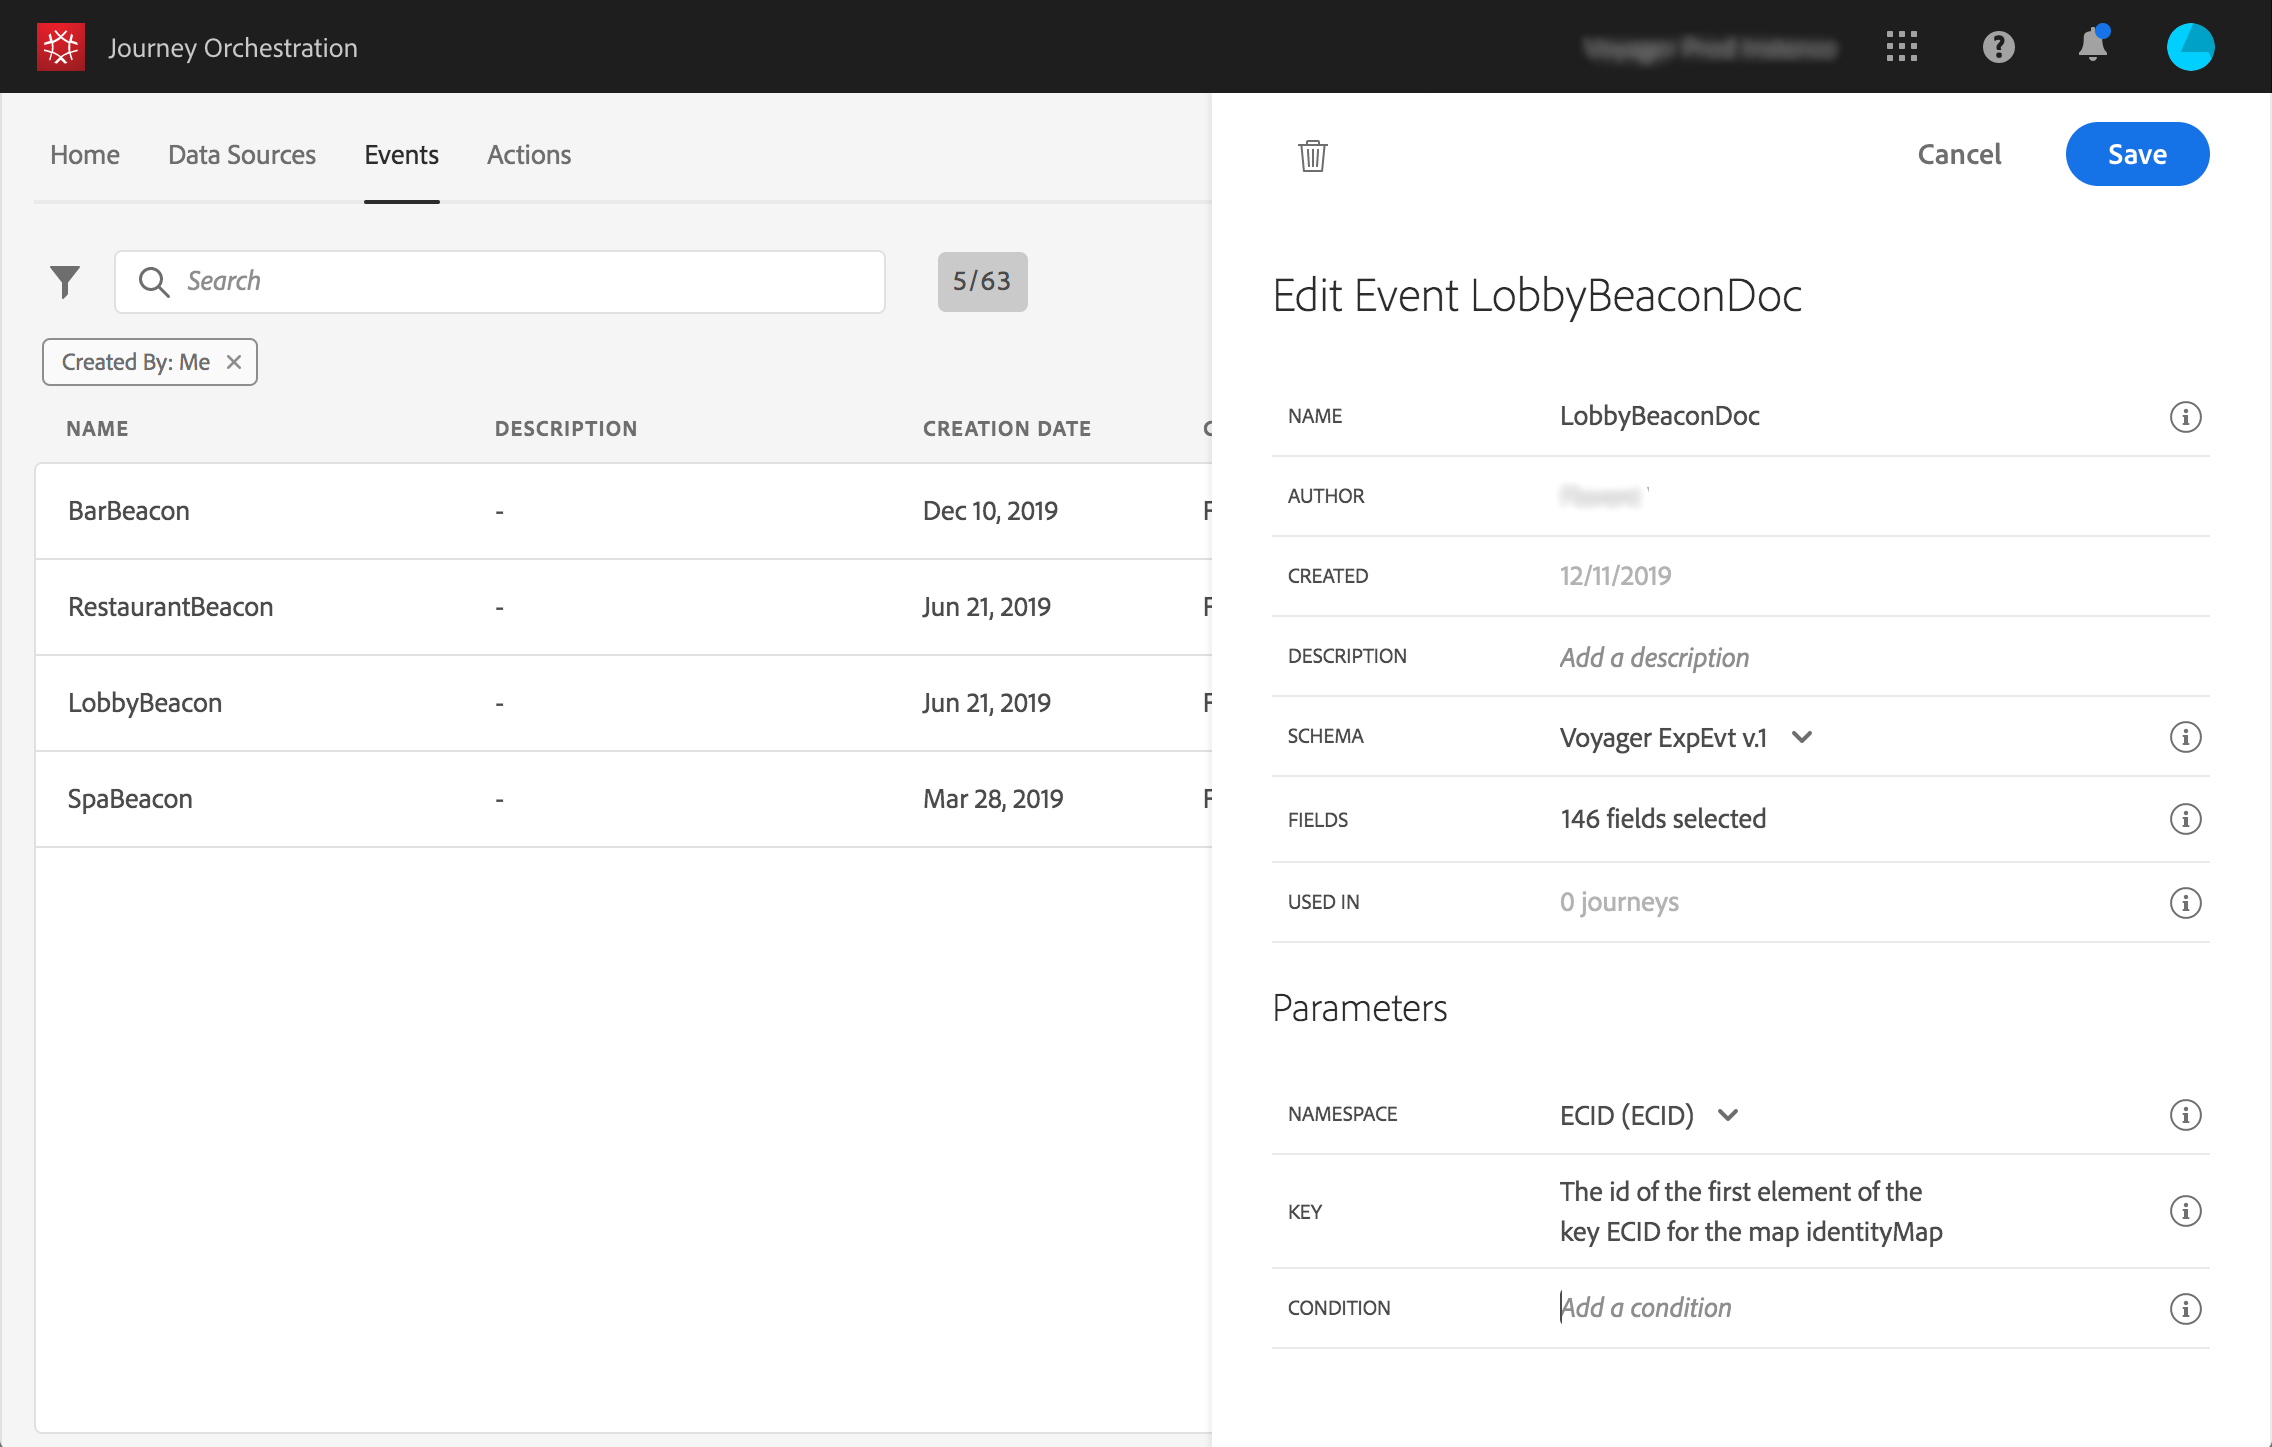 Journey Orchestration
Home
Data Sources
Events
Actions
Search
5/63
Created By: Me
NAME
DESCRIPTION
CREATION DATE
BarBeacon
-
Dec 10, 2019
RestaurantBeacon
-
Jun 21, 2019
LobbyBeacon
-
Jun 21, 2019
SpaBeacon
-
Mar 28, 2019
Cancel
Save
Edit Event LobbyBeaconDoc
NAME
LobbyBeaconDoc
AUTHOR
CREATED
12/11/2019
DESCRIPTION
Add a description
SCHEMA
Voyager ExpEvt v.1
FIELDS
146 fields selected
USED IN
0 journeys
Parameters
NAMESPACE
ECID (ECID)
KEY
The id of the first element of the
key ECID for the map identityMap
CONDITION
Add a condition